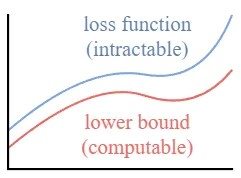 loss function
(intractable)
lower bound
(computable)